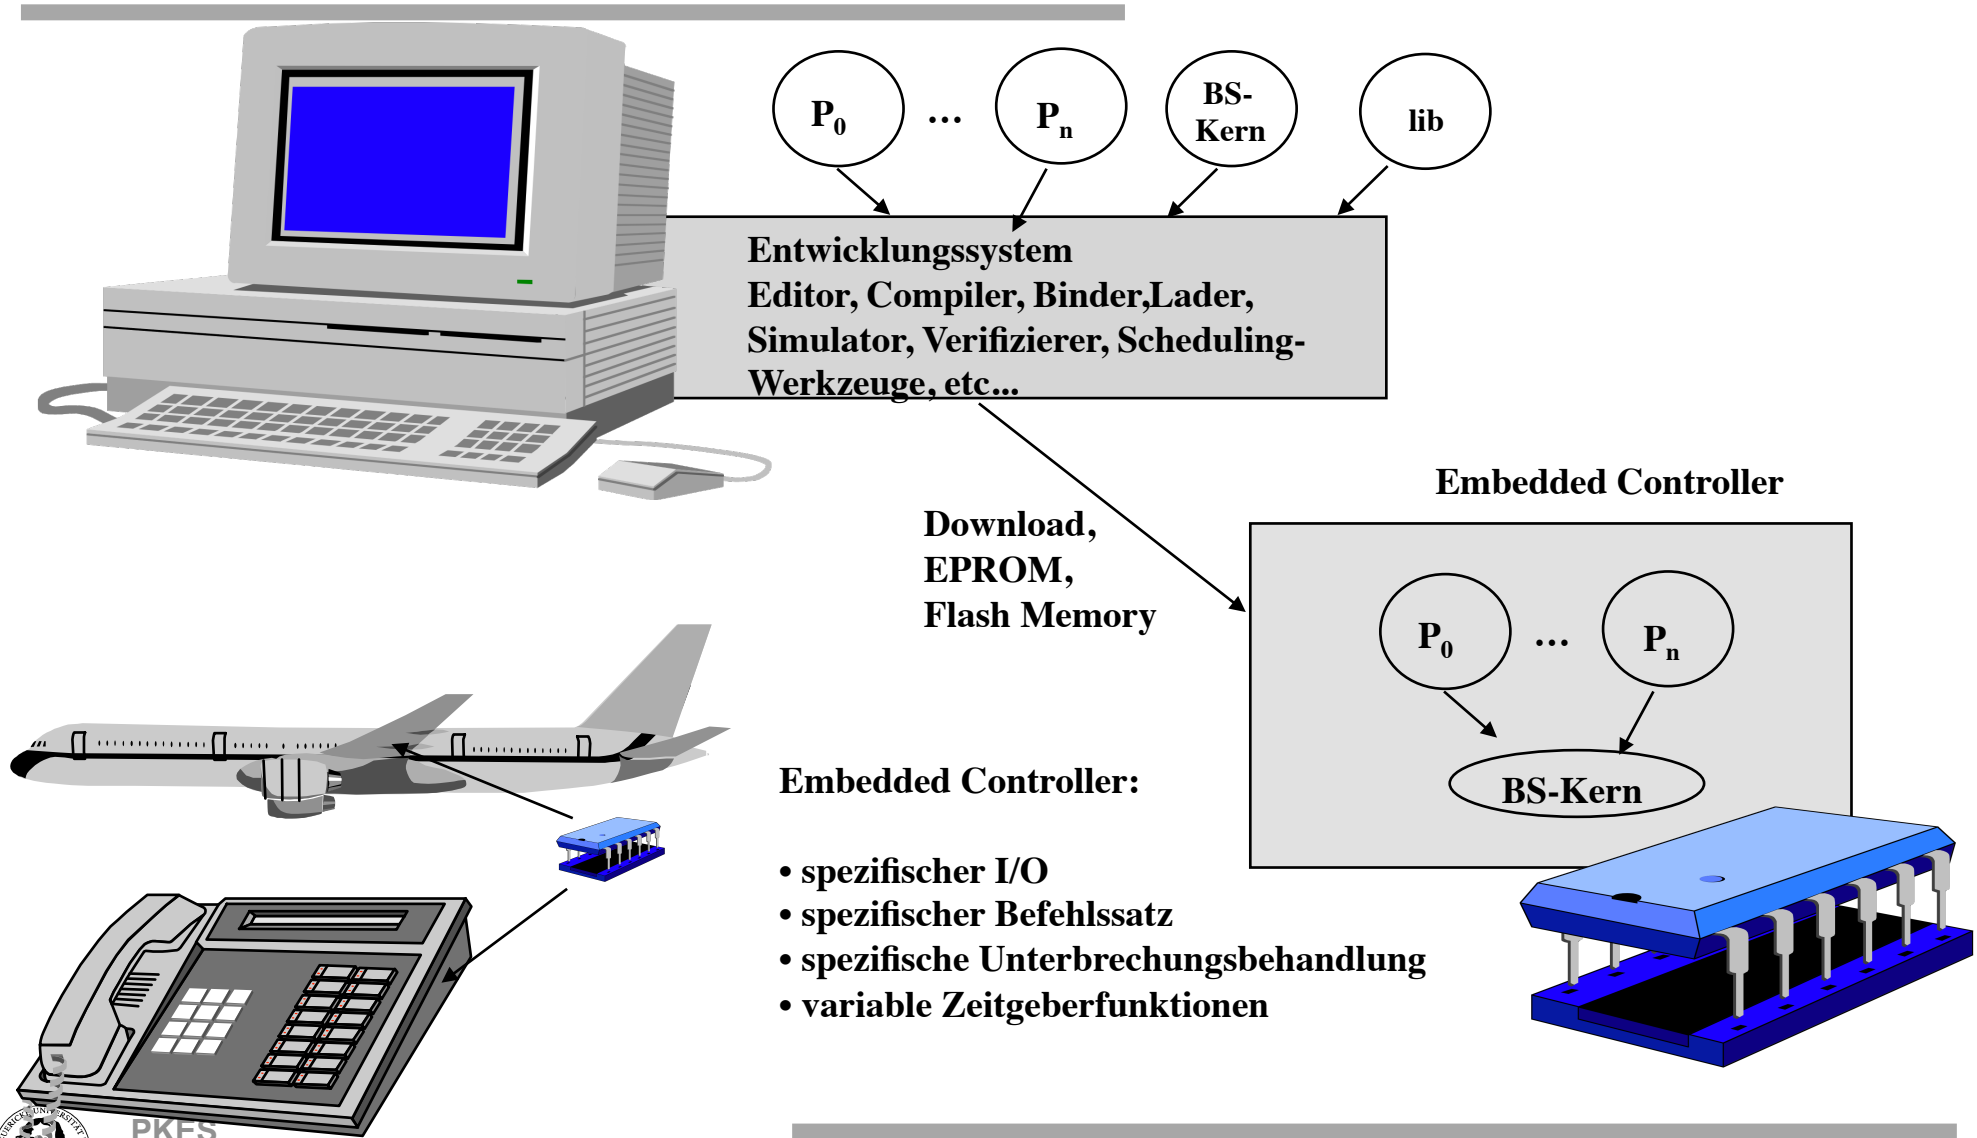 P0 ... Pn BS-
Kern lib
Entwicklungssystem
Editor, Compiler, Binder,Lader,
Simulator, Verifizierer, Scheduling-
Werkzeuge, etc...
Embedded Controller
Download,
EPROM,
Flash Memory
P0 ... Pn
BS-Kern
Embedded Controller:
• spezifischer I/O
• spezifischer Befehlssatz
• spezifische Unterbrechungsbehandlung
• variable Zeitgeberfunktionen
PKES